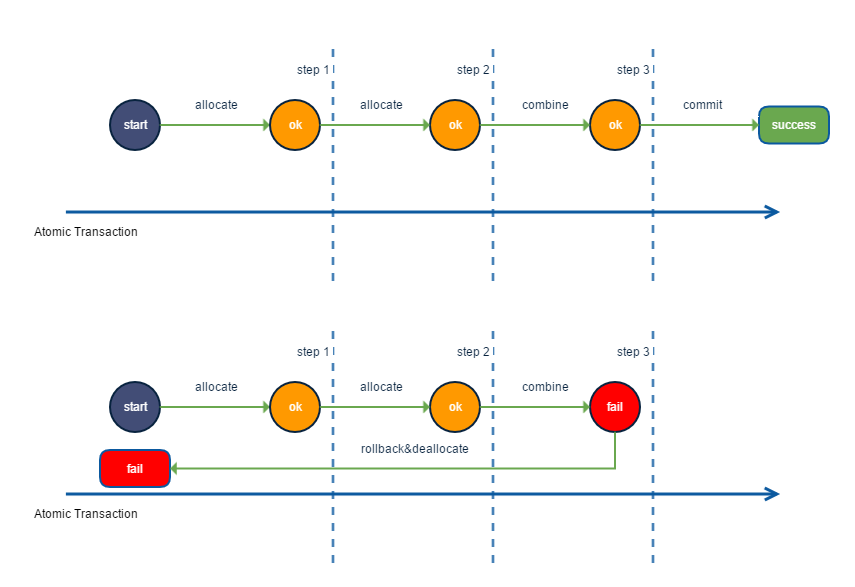 step 1
step 2
step 3
allocate
allocate
combine
commit
start
ok
ok
ok
success
Atomic Transaction
step 1
step 2
step 3
allocate
allocate
combine
start
ok
ok
fail
rollback&deallocate
fail
Atomic Transaction